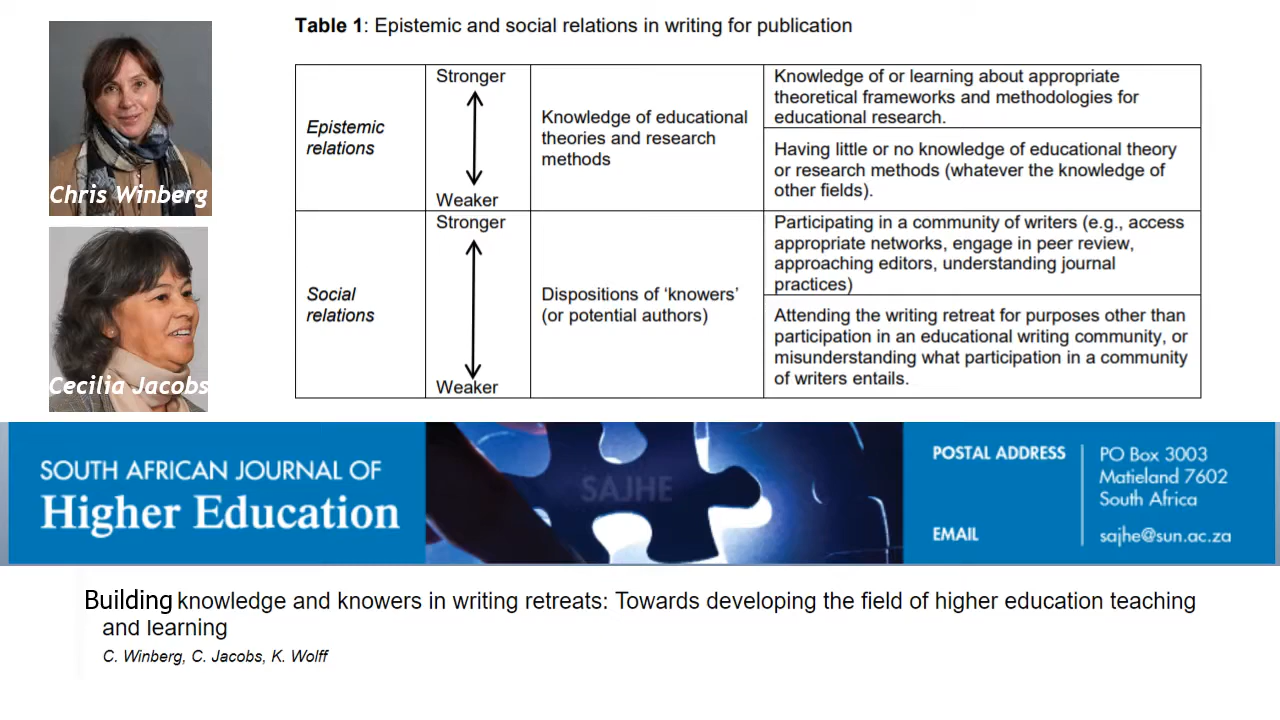 Table 1: Epistemic and social relations in writing for publication
Chris Winberg
Cecilia Jacobs
Epistemic
relations
Stronger
Weaker
Knowledge of educational
theories and research
methods
Knowledge of or learning about appropriate
theoretical frameworks and methodologies for
educational research.
Having little or no knowledge of educational theory
or research methods (whatever the knowledge of
other fields).
Social
relations
Stronger
Weaker
Dispositions of ‘knowers’
(or potential authors)
Participating in a community of writers (e.g., access
appropriate networks, engage in peer review,
approaching editors, understanding journal
practices)
Attending the writing retreat for purposes other than
participation in an educational writing community, or
misunderstanding what participation in a community
of writers entails.
SOUTH AFRICAN JOURNAL OF
Higher Education
SAJHE
POSTAL ADDRESS
PO Box 3003
Matieland 7602
South Africa
EMAIL
sajhe@sun.ac.za
Building knowledge and knowers in writing retreats: Towards developing the field of higher education teaching
and learning
C. Winberg, C. Jacobs, K. Wolff